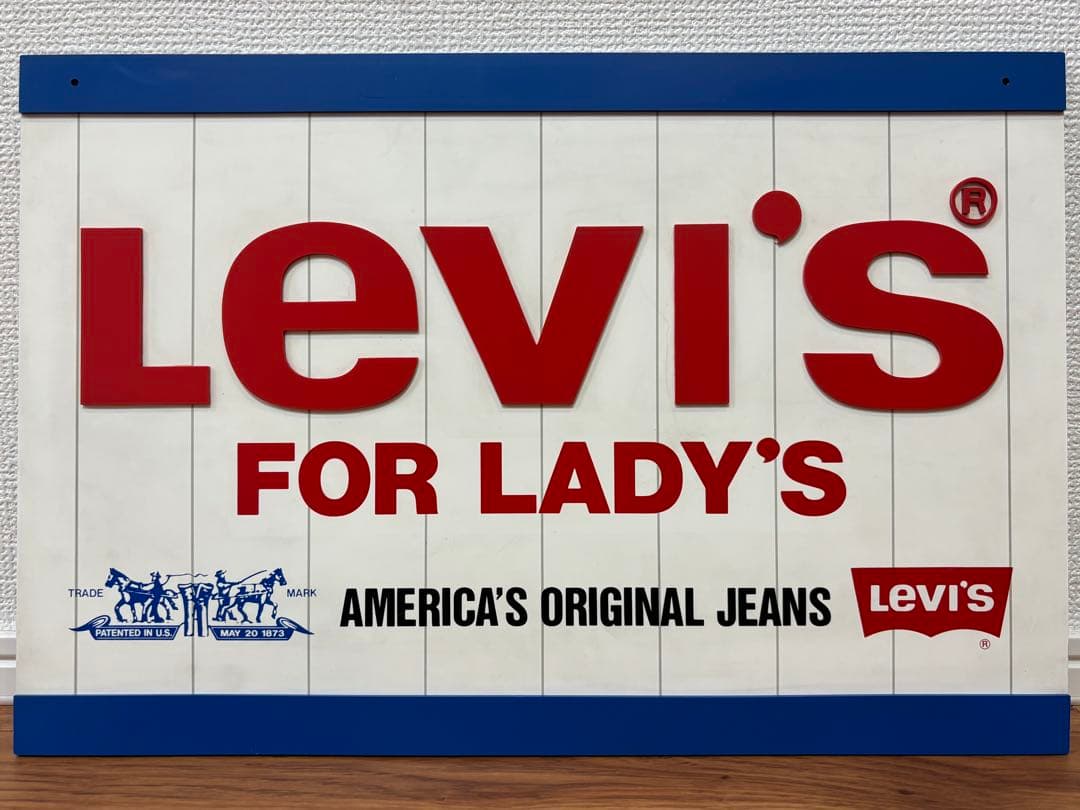 Levi's®
FOR LADY'S
TRADE MARK
PATENTED IN U.S. MAY 20 1873
AMERICA'S ORIGINAL JEANS
Levi's
®